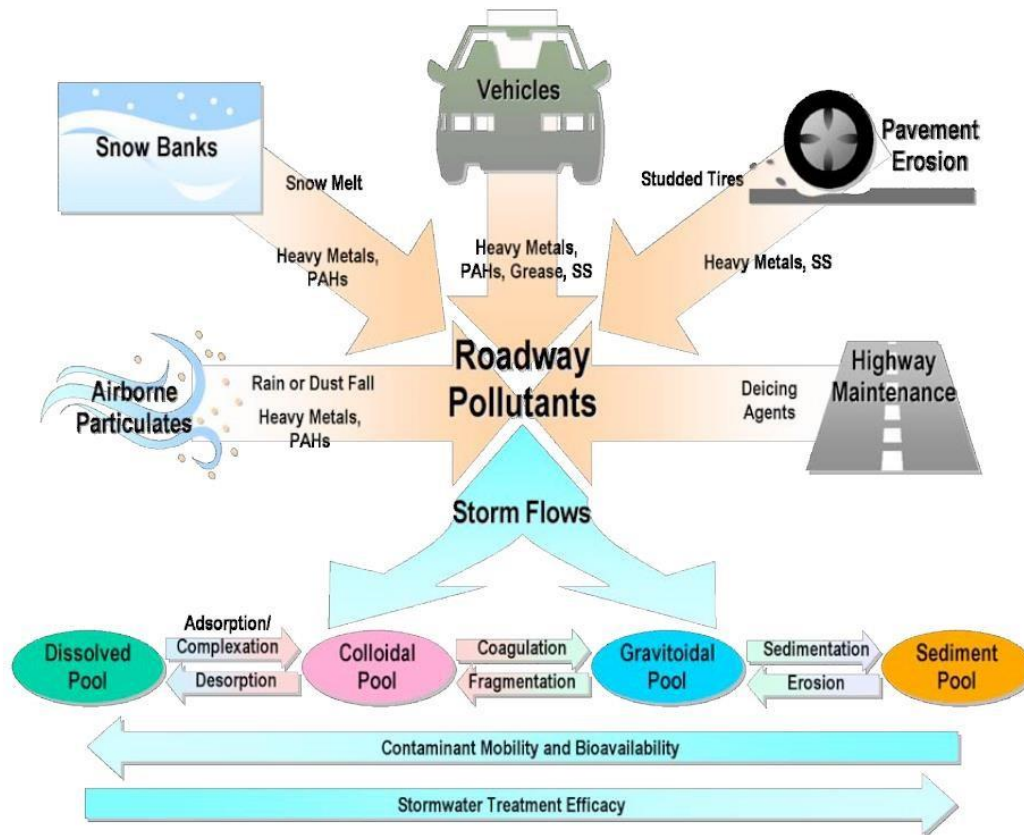 Vehicles
Snow Banks
Pavement
Erosion
Snow Melt
Studded Tires
Heavy Metals,
PAHs
Heavy Metals,
PAHs, Grease, SS
Heavy Metals, SS
Airborne
Particulates
Rain or Dust Fall
Heavy Metals,
PAHs
Roadway
Pollutants
Deicing
Agents
Highway
Maintenance
Storm Flows
Dissolved
Pool
Adsorption/
Complexation
Desorption
Colloidal
Pool
Coagulation
Fragmentation
Gravitoidal
Pool
Sedimentation
Erosion
Sediment
Pool
Contaminant Mobility and Bioavailability
Stormwater Treatment Efficacy